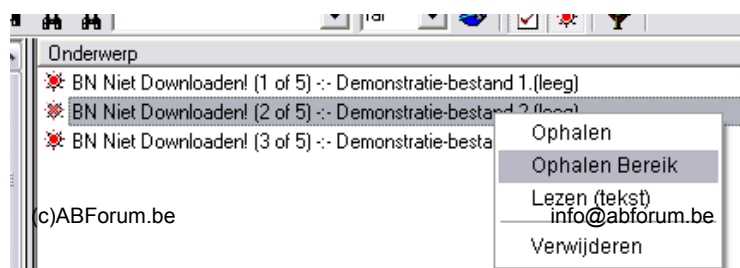 rar
Onderwerp
BN Niet Downloaden! (1 of 5) -:- Demonstratie-bestand 1.(leeg)
BN Niet Downloaden! (2 of 5) -:- Demonstratie-bestand 2.(leeg)
BN Niet Downloaden! (3 of 5) -:- Demonstratie-besta
Ophalen
Ophalen Bereik
Lezen (tekst)
(c)ABForum.be
info@abforum.be
Verwijderen